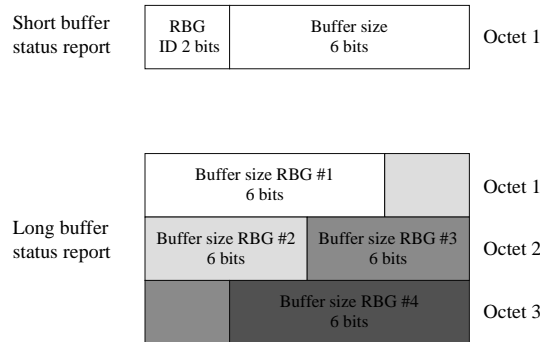 Short buffer
status report
RBG
ID 2 bits
Buffer size
6 bits
Octet 1
Long buffer
status report
Buffer size RBG #1
6 bits
Octet 1
Buffer size RBG #2
6 bits
Buffer size RBG #3
6 bits
Octet 2
Buffer size RBG #4
6 bits
Octet 3